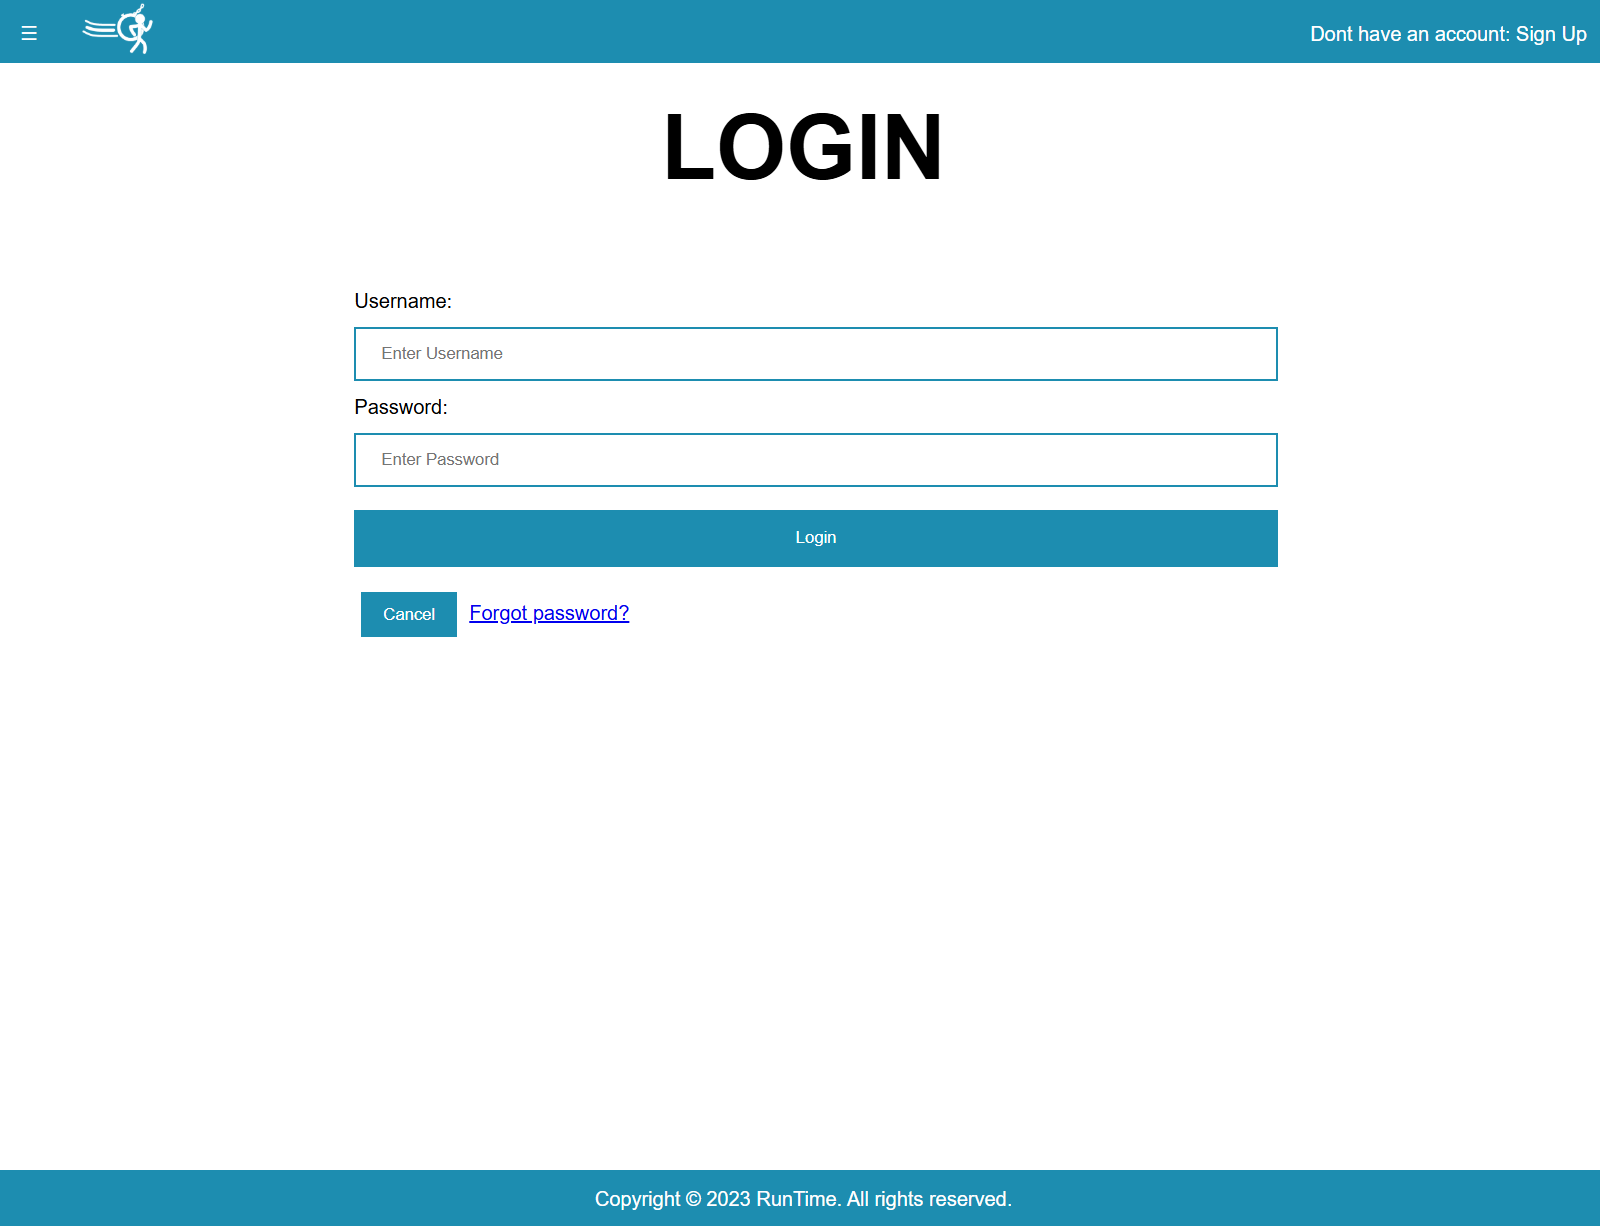 ☰
Dont have an account: Sign Up
LOGIN
Username:
Enter Username
Password:
Enter Password
Login
Cancel Forgot password?
Copyright © 2023 RunTime. All rights reserved.